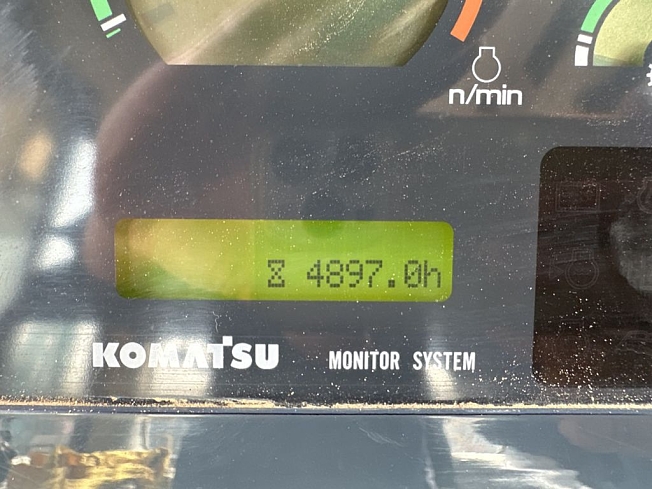 n/min
4897.0h
KOMATSU MONITOR SYSTEM